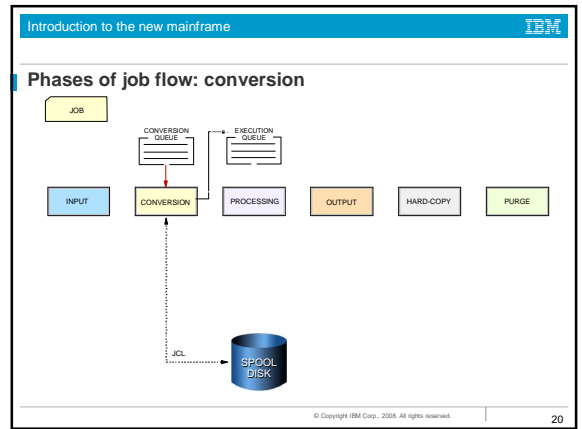 Introduction to the new mainframe
IBM
Phases of job flow: conversion
JOB
CONVERSION
QUEUE
EXECUTION
QUEUE
INPUT
CONVERSION
PROCESSING
OUTPUT
HARD-COPY
PURGE
JCL
SPOOL
DISK
© Copyright IBM Corp., 2008. All rights reserved.
20